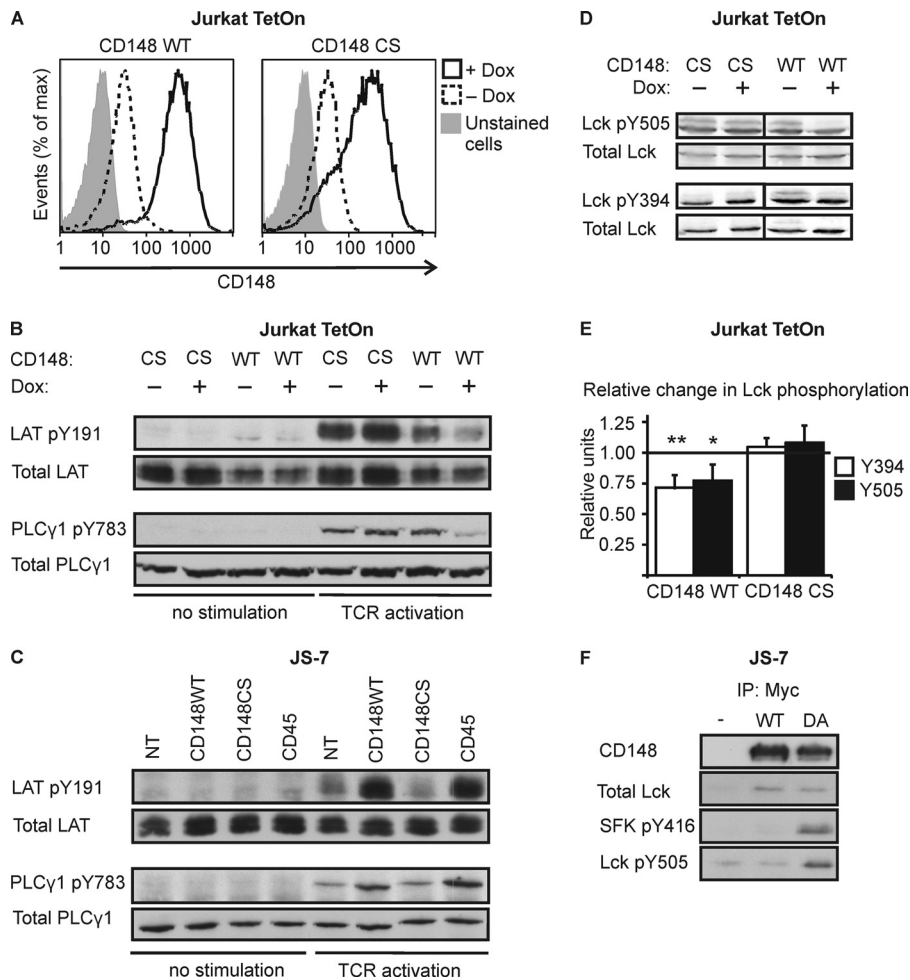 A Jurkat TetOn
CD148 WT CD148 CS
Events (% of max)
+ Dox
– Dox
Unstained
cells
1 10 100 1000 1 10 100 1000
CD148
B Jurkat TetOn
CD148: CS CS WT WT CS CS WT WT
Dox: – + – + – + – +
LAT pY191
Total LAT
PLCγ1 pY783
Total PLCγ1
no stimulation TCR activation
C JS-7
NT CD148WT CD148CS CD45 NT CD148WT CD148CS CD45
LAT pY191
Total LAT
PLCγ1 pY783
Total PLCγ1
no stimulation TCR activation
D Jurkat TetOn
CD148: CS CS WT WT
Dox: – + – +
Lck pY505
Total Lck
Lck pY394
Total Lck
E Jurkat TetOn
Relative change in Lck phosphorylation
Relative units
1.25
1.00
0.75
0.50
0.25
** *
Y394
Y505
CD148 WT CD148 CS
F JS-7
IP: Myc
- WT DA
CD148
Total Lck
SFK pY416
Lck pY505